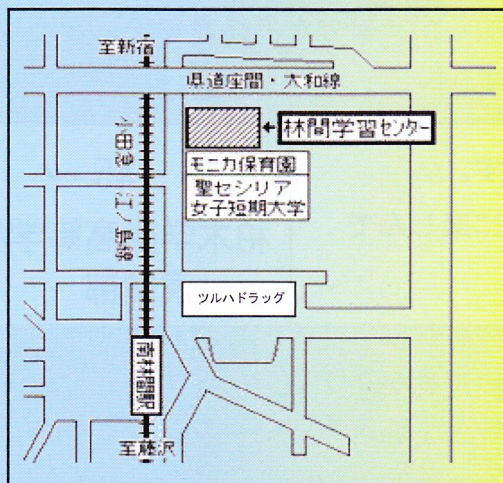 至新宿
県道座間・大和線
林間学習センター
モニカ保育園
聖セシリア
女子短期大学
小田急
江ノ島線
ツルハドラッグ
南林間駅
至藤沢